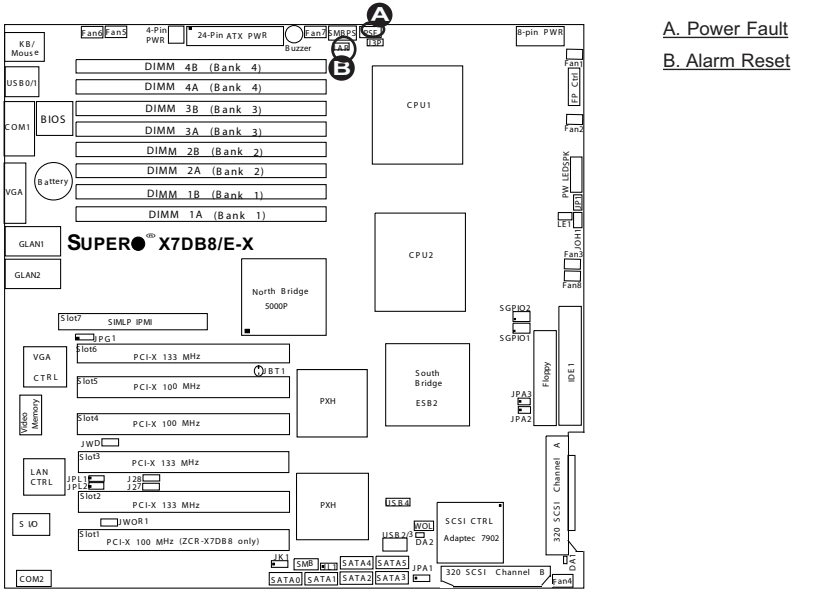 A
A. Power Fault
B. Alarm Reset
KB/
Mouse
Fan6
Fan5
4-Pin
PWR
24-Pin ATX PWR
Buzzer
Fan7
SMBPS
PSF
J3P
JAR
B
8-pin PWR
Fan1
FP Ctrl
Fan2
USB0/1
DIMM 4B (Bank 4)
DIMM 4A (Bank 4)
DIMM 3B (Bank 3)
DIMM 3A (Bank 3)
DIMM 2B (Bank 2)
DIMM 2A (Bank 2)
DIMM 1B (Bank 1)
DIMM 1A (Bank 1)
CPU1
COM1
BIOS
Battery
VGA
PW LEDSPK
JP1
LE1
JOH1
GLAN1
SUPER® X7DB8/E-X
CPU2
Fan3
GLAN2
Fan8
North Bridge
5000P
SGPIO2
SGPIO1
Slot7
SIMLP IPMI
JPG1
Slot6
PCI-X 133 MHz
VGA
CTRL
JBT1
Slot5
PCI-X 100 MHz
PXH
South
Bridge
ESB2
Floppy
IDE1
JPA3
JPA2
Video
Memory
Slot4
PCI-X 100 MHz
JWD
Slot3
PCI-X 133 MHz
LAN
CTRL
JPL1
JPL2
J28
J27
Slot2
PCI-X 133 MHz
PXH
USB4
SCSI CTRL
Adaptec 7902
320 SCSI Channel A
S I/O
JWOR1
WOL
USB2/3
DA2
Slot1
PCI-X 100 MHz (ZCR-X7DB8 only)
JK1
SMB
JL1
SATA4
SATA5
JPA1
320 SCSI Channel B
DA1
COM2
SATA0
SATA1
SATA2
SATA3
Fan4